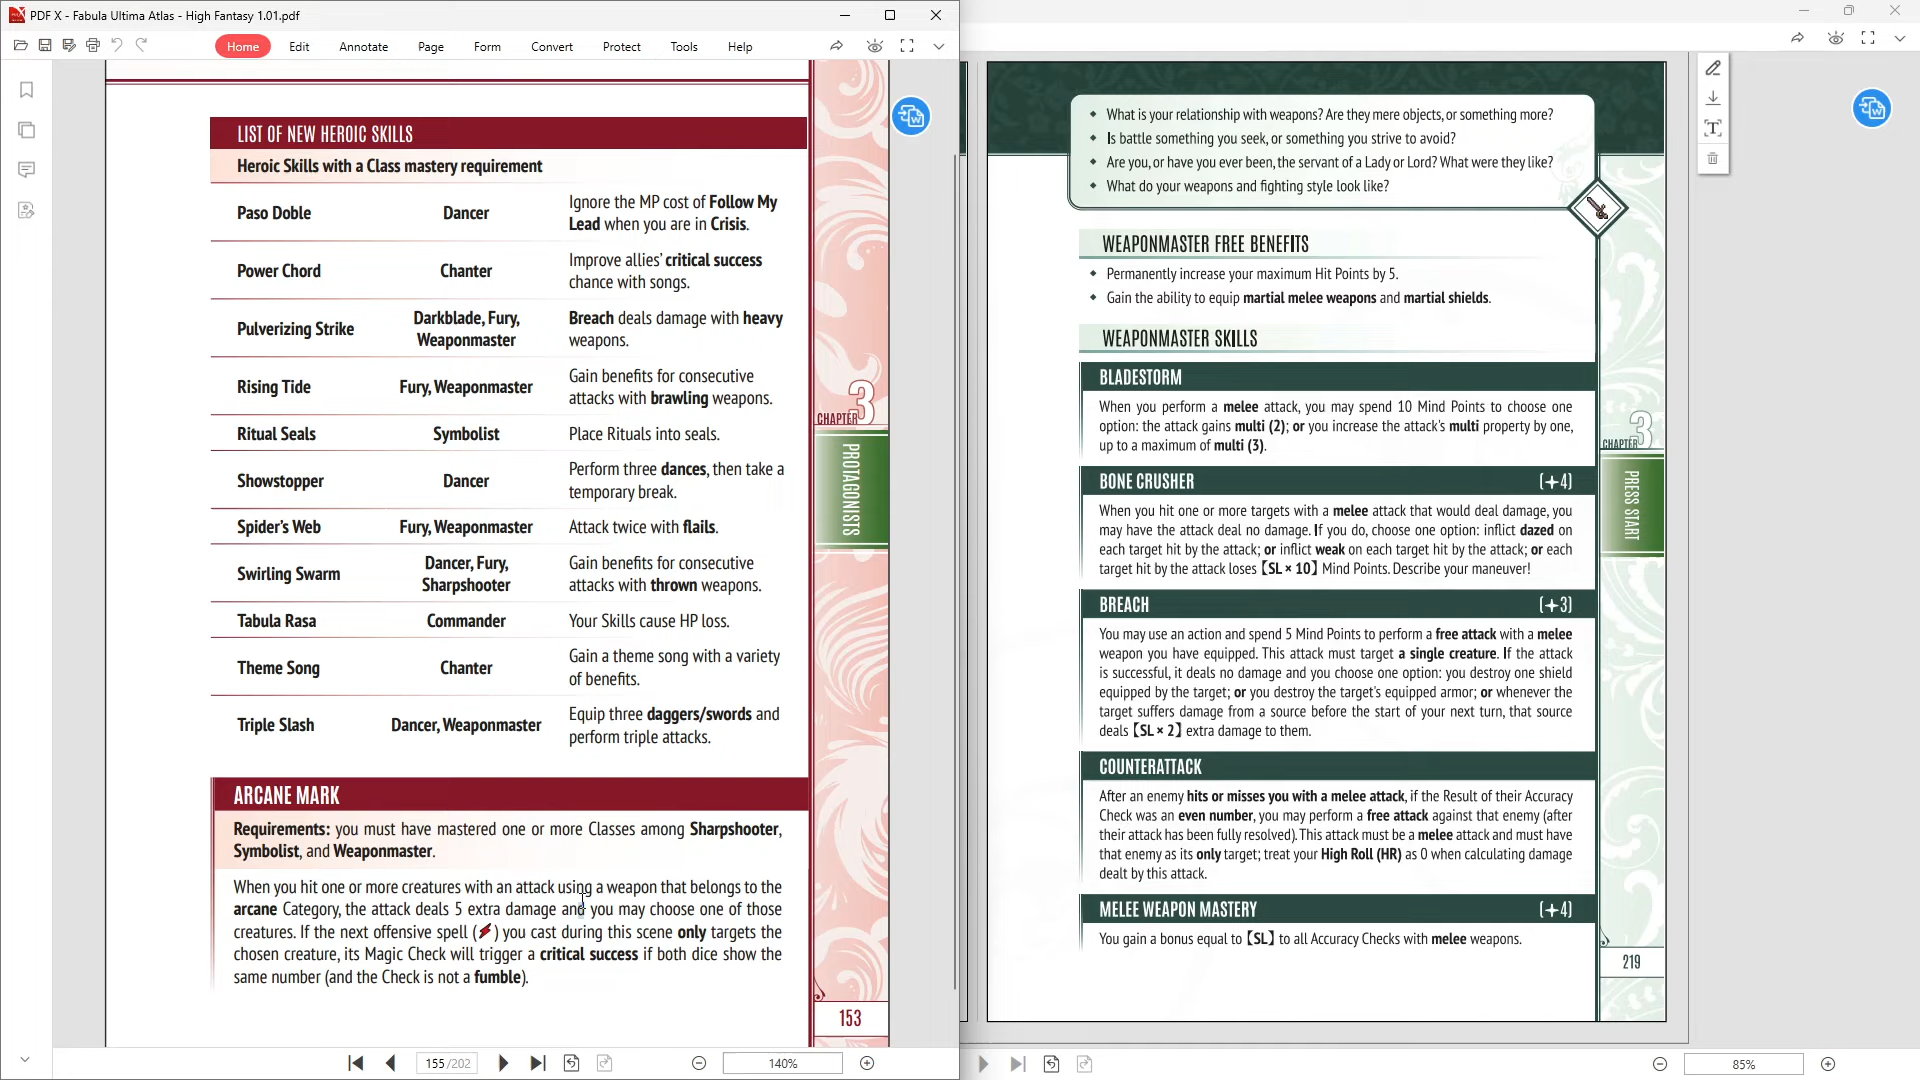 PDF X - Fabula Ultima Atlas - High Fantasy 1.01.pdf
Home Edit Annotate Page Form Convert Protect Tools Help
LIST OF NEW HEROIC SKILLS
Heroic Skills with a Class mastery requirement
Paso Doble
Dancer
Ignore the MP cost of Follow My
Lead when you are in Crisis.
Power Chord
Chanter
Improve allies' critical success
chance with songs.
Pulverizing Strike
Darkblade, Fury,
Weaponmaster
Breach deals damage with heavy
weapons.
Rising Tide
Fury, Weaponmaster
Gain benefits for consecutive
attacks with brawling weapons.
Ritual Seals
Symbolist
Place Rituals into seals.
Showstopper
Dancer
Perform three dances, then take a
temporary break.
Spider's Web
Fury, Weaponmaster
Attack twice with flails.
Swirling Swarm
Dancer, Fury,
Sharpshooter
Gain benefits for consecutive
attacks with thrown weapons.
Tabula Rasa
Commander
Your Skills cause HP loss.
Theme Song
Chanter
Gain a theme song with a variety
of benefits.
Triple Slash
Dancer, Weaponmaster
Equip three daggers/swords and
perform triple attacks.
ARCANE MARK
Requirements: you must have mastered one or more Classes among Sharpshooter,
Symbolist, and Weaponmaster.
When you hit one or more creatures with an attack using a weapon that belongs to the
arcane Category, the attack deals 5 extra damage and you may choose one of those
creatures. If the next offensive spell (⚡) you cast during this scene only targets the
chosen creature, its Magic Check will trigger a critical success if both dice show the
same number (and the Check is not a fumble).
CHAPTER 3
PROTAGONISTS
153
155/202
140%
◆ What is your relationship with weapons? Are they mere objects, or something more?
◆ Is battle something you seek, or something you strive to avoid?
◆ Are you, or have you ever been, the servant of a Lady or Lord? What were they like?
◆ What do your weapons and fighting style look like?
WEAPONMASTER FREE BENEFITS
◆ Permanently increase your maximum Hit Points by 5.
◆ Gain the ability to equip martial melee weapons and martial shields.
WEAPONMASTER SKILLS
BLADESTORM
When you perform a melee attack, you may spend 10 Mind Points to choose one
option: the attack gains multi (2); or you increase the attack's multi property by one,
up to a maximum of multi (3).
BONE CRUSHER (✦4)
When you hit one or more targets with a melee attack that would deal damage, you
may have the attack deal no damage. If you do, choose one option: inflict dazed on
each target hit by the attack; or inflict weak on each target hit by the attack; or each
target hit by the attack loses 【SL × 10】 Mind Points. Describe your maneuver!
BREACH (✦3)
You may use an action and spend 5 Mind Points to perform a free attack with a melee
weapon you have equipped. This attack must target a single creature. If the attack
is successful, it deals no damage and you choose one option: you destroy one shield
equipped by the target; or you destroy the target's equipped armor; or whenever the
target suffers damage from a source before the start of your next turn, that source
deals 【SL × 2】 extra damage to them.
COUNTERATTACK
After an enemy hits or misses you with a melee attack, if the Result of their Accuracy
Check was an even number, you may perform a free attack against that enemy (after
their attack has been fully resolved). This attack must be a melee attack and must have
that enemy as its only target; treat your High Roll (HR) as 0 when calculating damage
dealt by this attack.
MELEE WEAPON MASTERY (✦4)
You gain a bonus equal to 【SL】 to all Accuracy Checks with melee weapons.
CHAPTER 3
PRESS START
219
85%